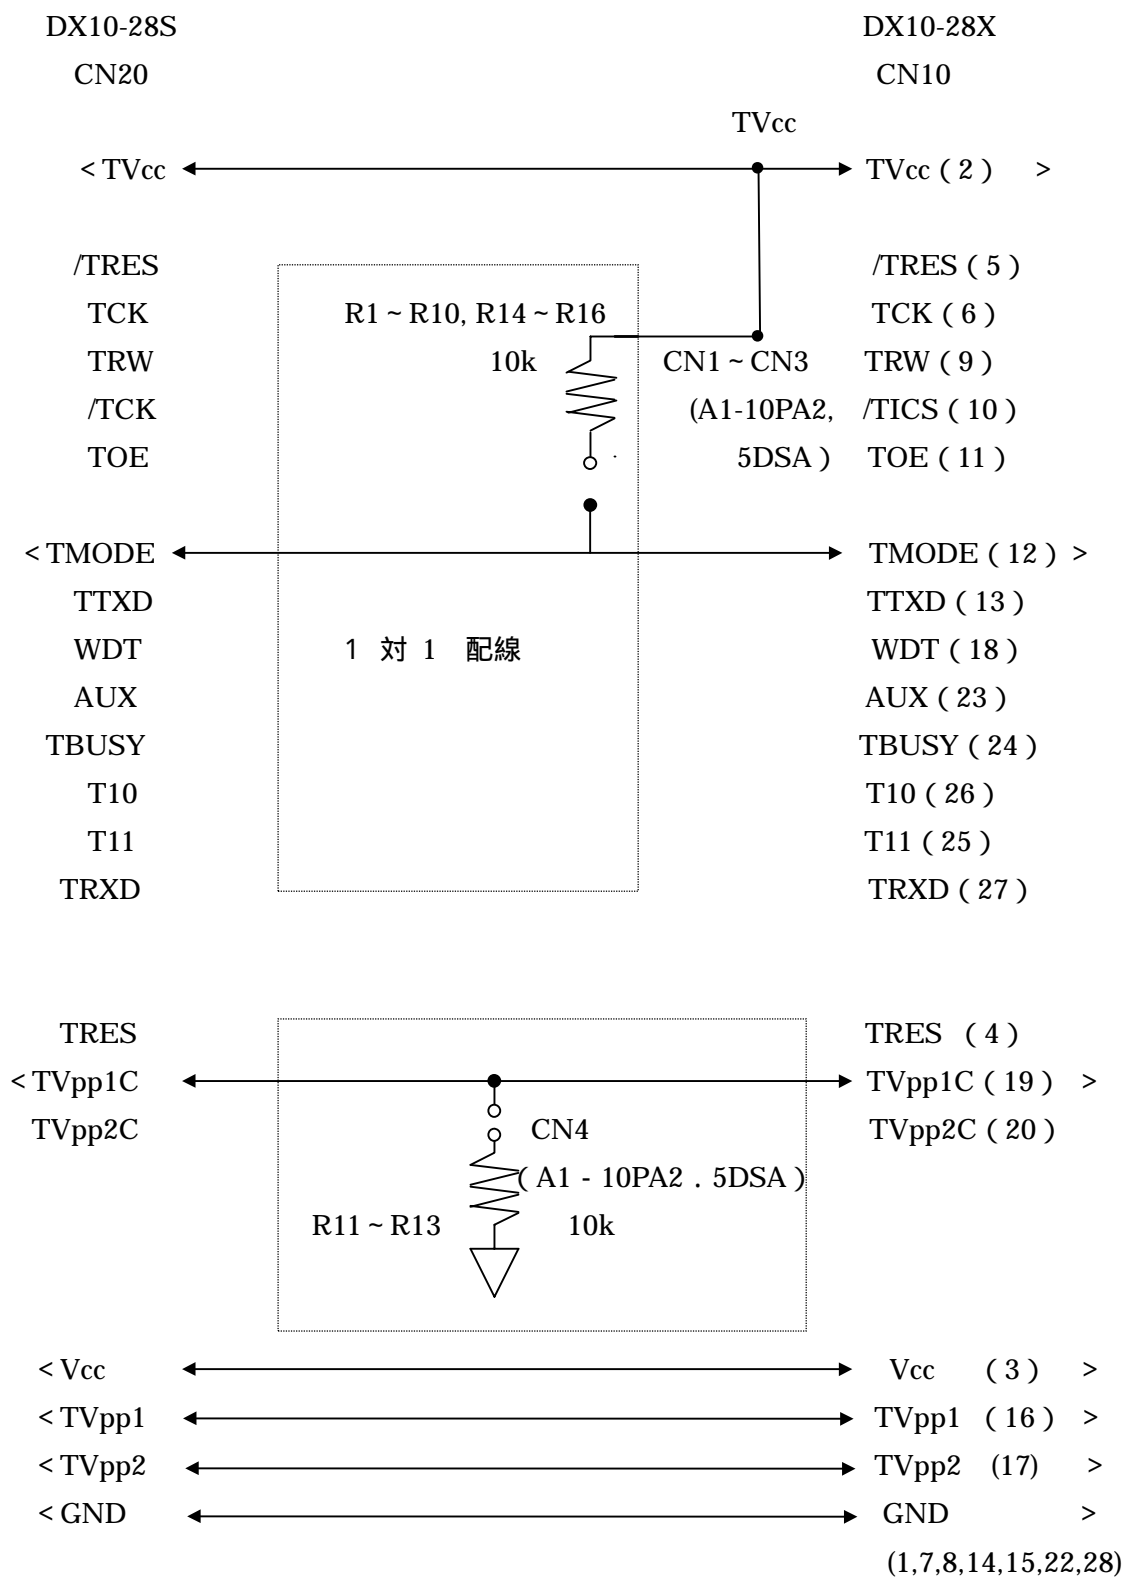 DX10-28S DX10-28X
CN20 CN10
TVcc
< TVcc TVcc ( 2 ) >
/TRES /TRES ( 5 )
TCK R1 ~ R10, R14 ~ R16 TCK ( 6 )
TRW 10k CN1 ~ CN3 TRW ( 9 )
/TCK (A1-10PA2, /TICS ( 10 )
TOE 5DSA ) TOE ( 11 )
< TMODE TMODE ( 12 ) >
TTXD TTXD ( 13 )
WDT 1 対 1 配線 WDT ( 18 )
AUX AUX ( 23 )
TBUSY TBUSY ( 24 )
T10 T10 ( 26 )
T11 T11 ( 25 )
TRXD TRXD ( 27 )
TRES TRES ( 4 )
< TVpp1C TVpp1C ( 19 ) >
TVpp2C CN4 TVpp2C ( 20 )
( A1 - 10PA2 . 5DSA )
R11 ~ R13 10k
< Vcc Vcc ( 3 ) >
< TVpp1 TVpp1 ( 16 ) >
< TVpp2 TVpp2 (17) >
< GND GND >
(1,7,8,14,15,22,28)